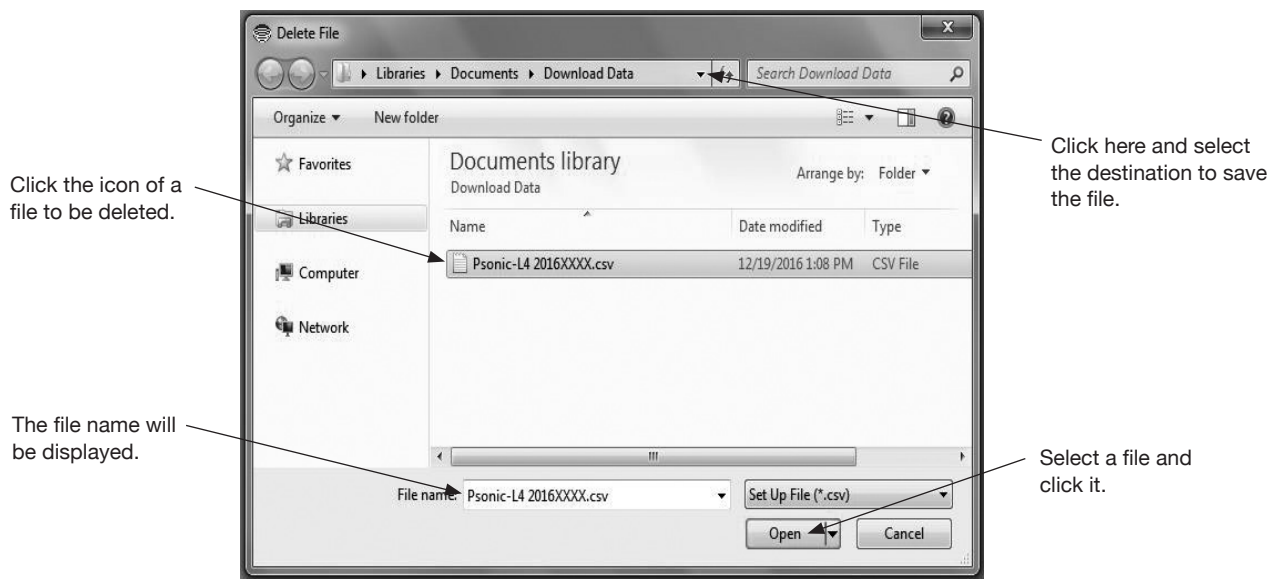 Delete File
x
Libraries ▸ Documents ▸ Download Data
Search Download Data
Organize ▼ New folder
?
Click here and select
the destination to save
the file.
Favorites
Documents library
Download Data
Arrange by: Folder ▼
Click the icon of a
file to be deleted.
Libraries
Name Date modified Type
Psonic-L4 2016XXXX.csv 12/19/2016 1:08 PM CSV File
Computer
Network
The file name will
be displayed.
Select a file and
click it.
File name: Psonic-L4 2016XXXX.csv Set Up File (*.csv)
Open Cancel